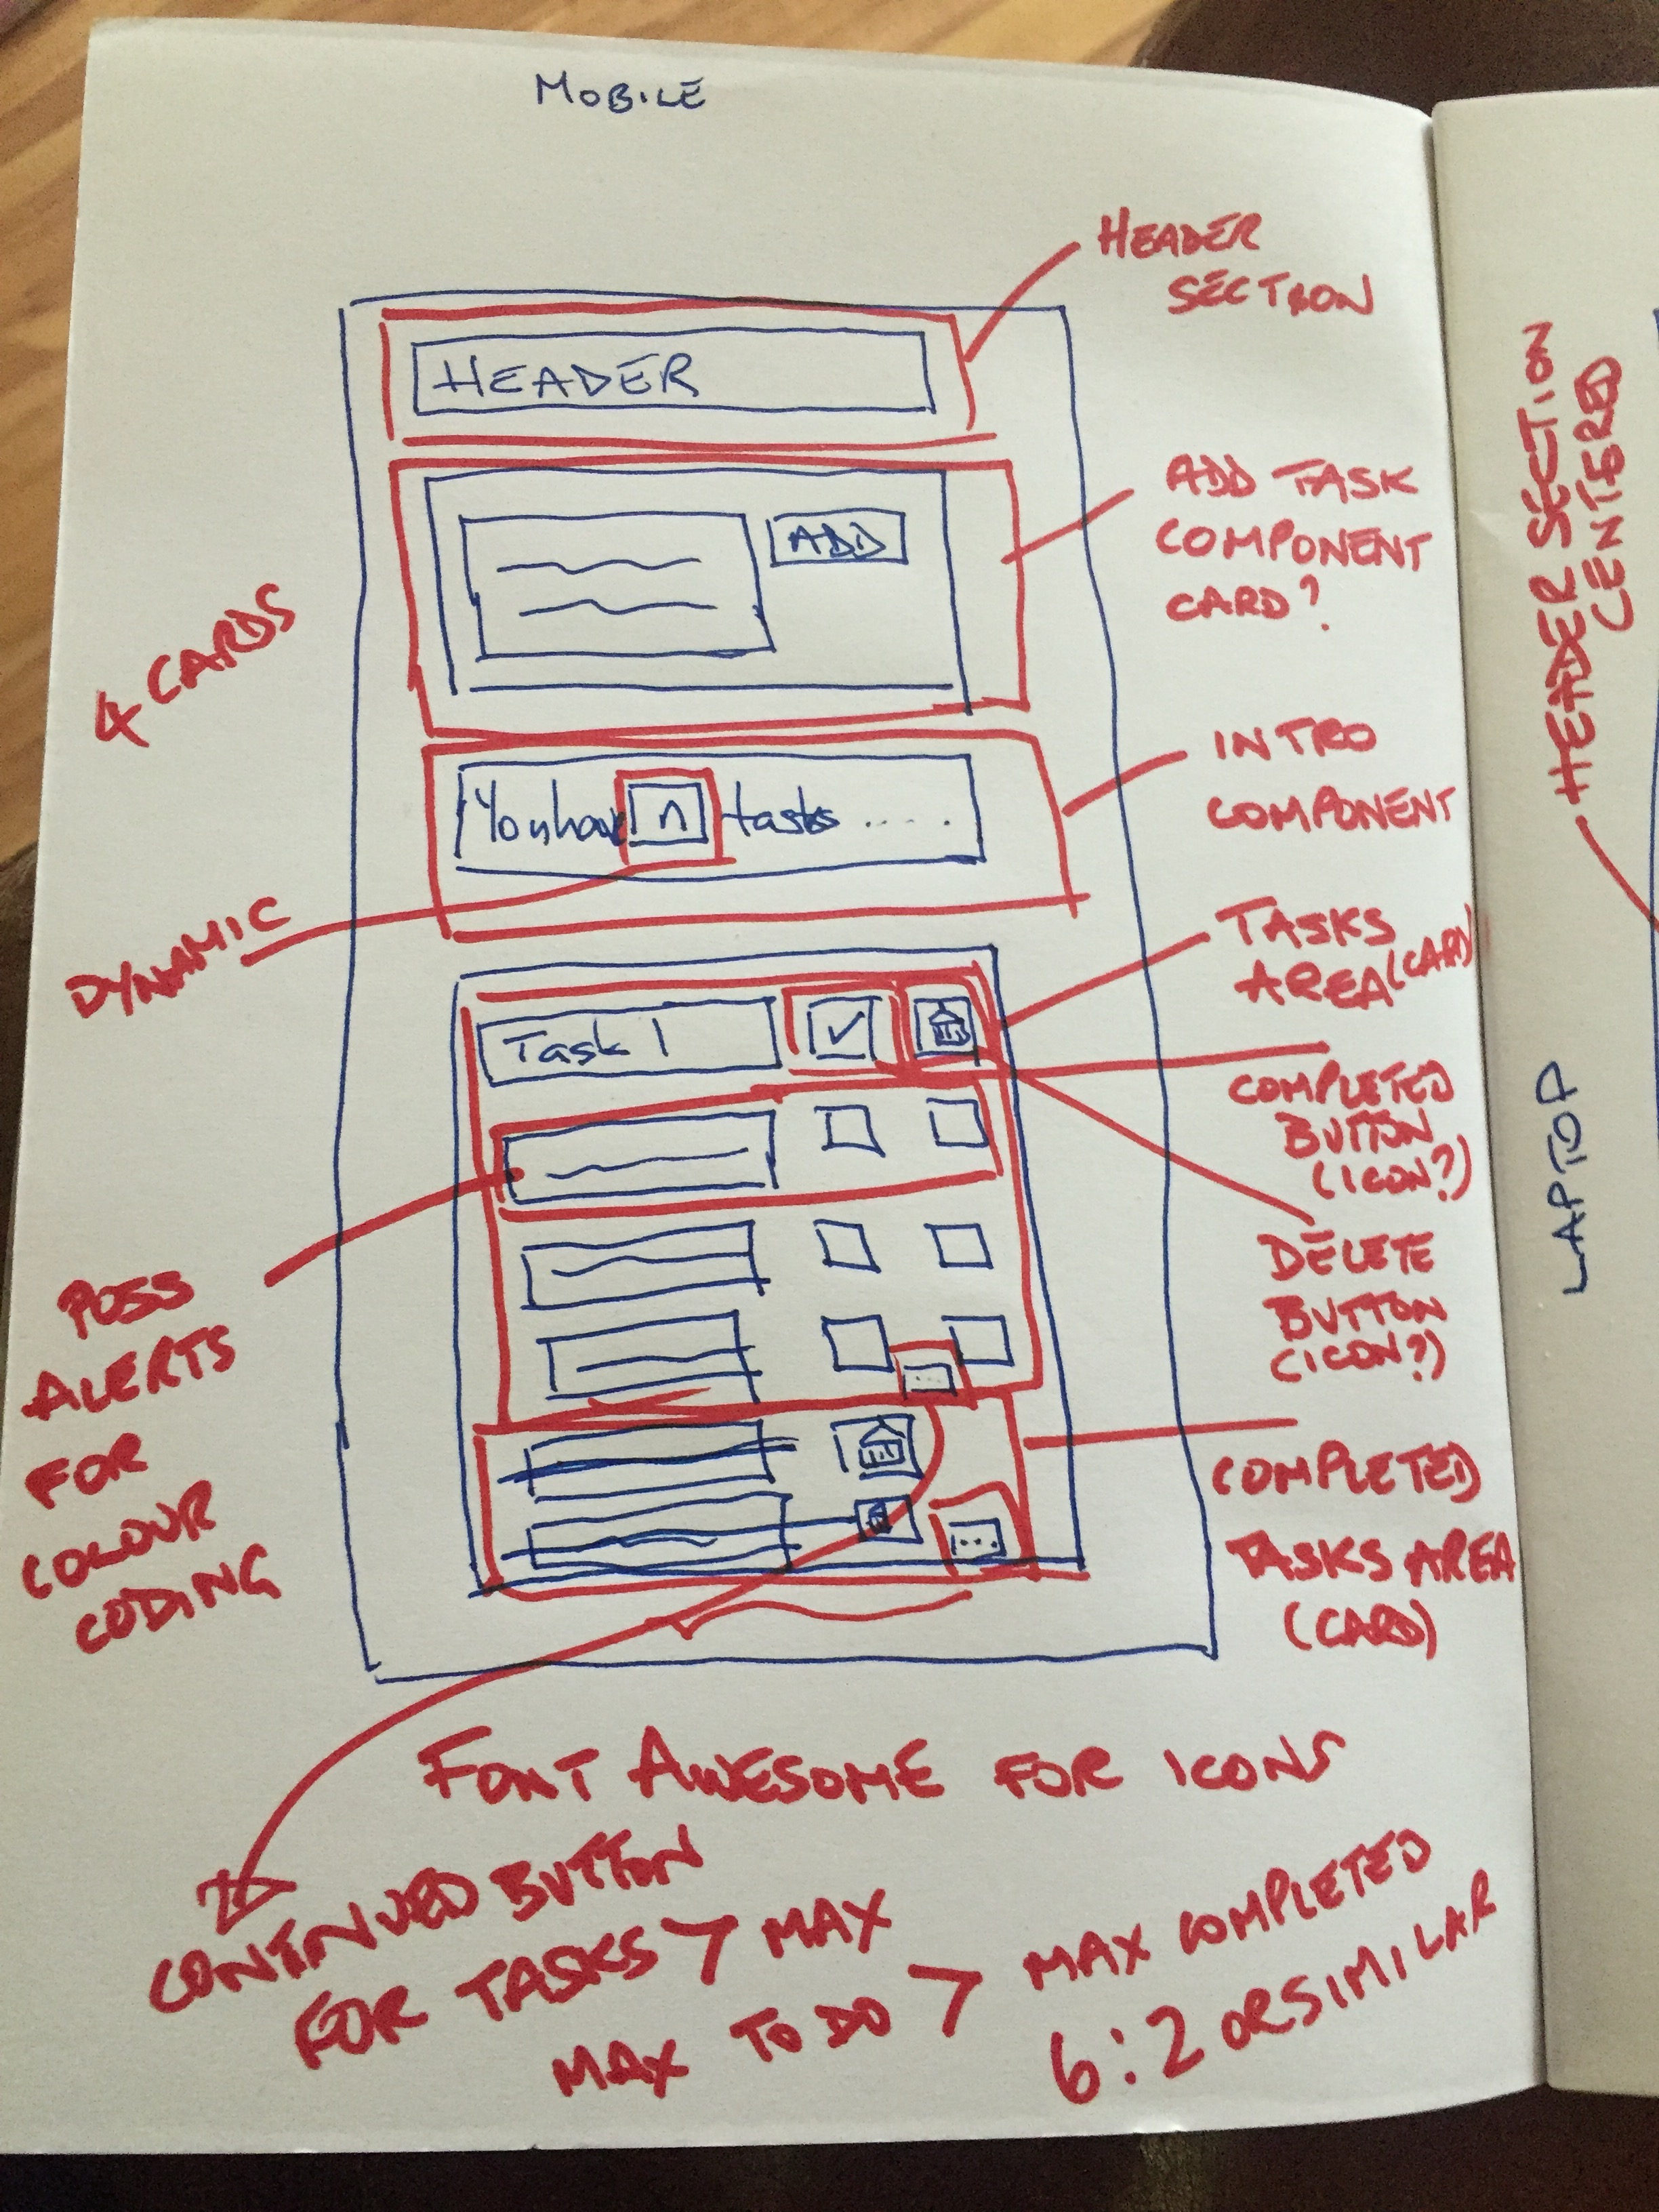 MOBILE
HEADER
SECTION
HEADER
ADD TASK
COMPONENT
CARD?
ADD
4 CARDS
INTRO
COMPONENT
You have n tasks ....
DYNAMIC
TASKS
AREA (CARD)
Task 1
COMPLETED
BUTTON
(ICON?)
DELETE
BUTTON
(ICON?)
POSS
ALERTS
FOR
COLOUR
CODING
...
COMPLETED
TASKS AREA
(CARD)
...
FONT AWESOME FOR ICONS
CONTINUED BUTTON
FOR TASKS > MAX
MAX TO DO > MAX COMPLETED
6:2 OR SIMILAR
HEADER SECTION
CENTERED
LAPTOP